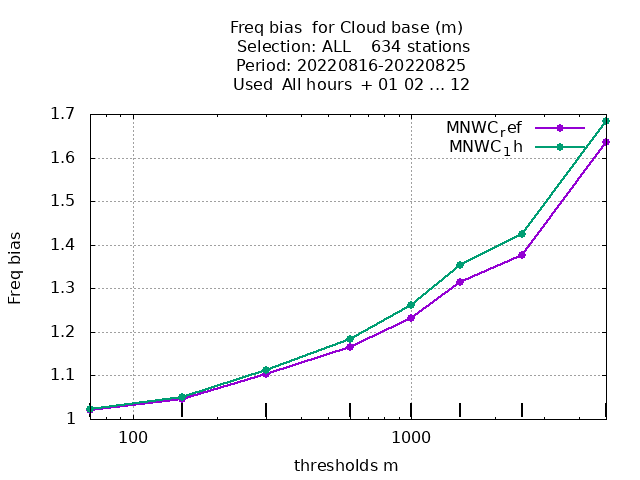 Freq bias  for Cloud base (m)
Selection: ALL    634 stations
Period: 20220816-20220825
Used  All hours  + 01 02 ... 12
1.7
1.6
1.5
1.4
1.3
1.2
1.1
1
Freq bias
MNWC_ref
MNWC_1h
100
1000
thresholds m